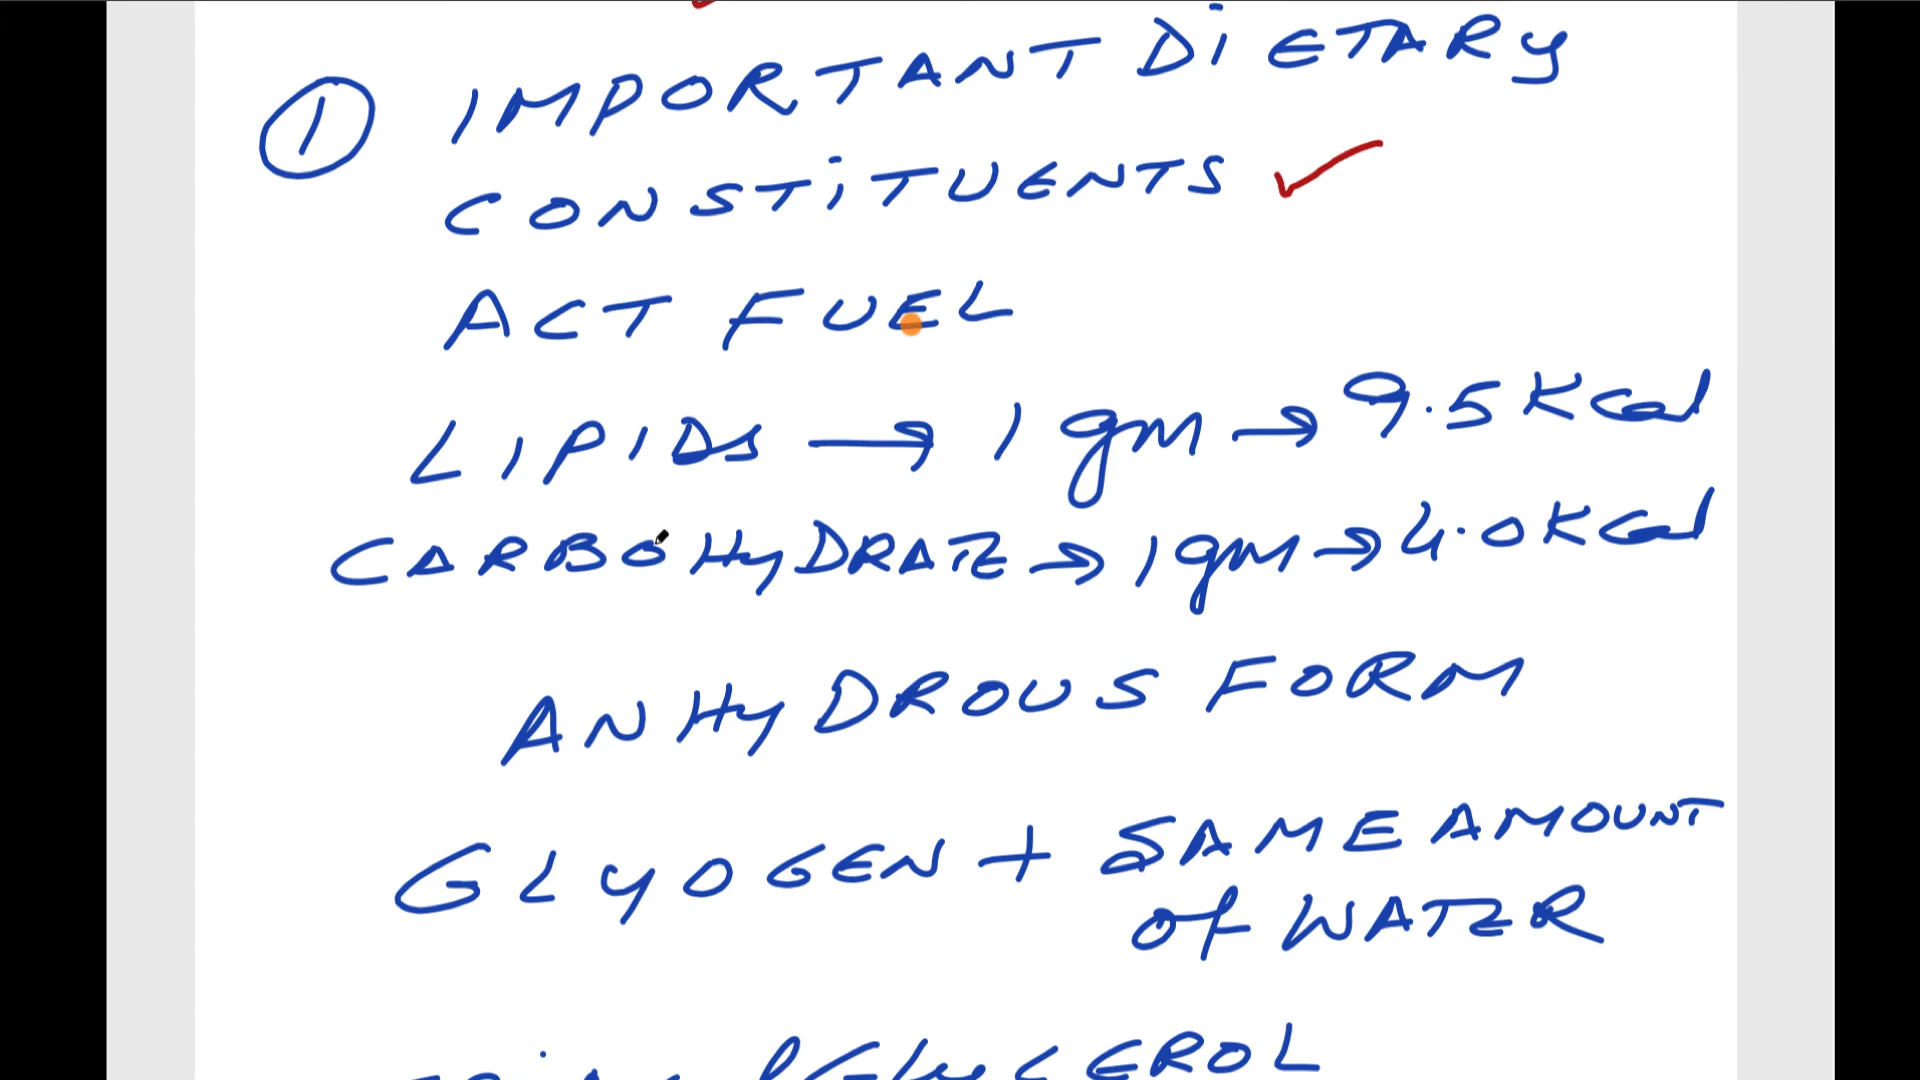 ① IMPORTANT DIETARY
CONSTITUENTS ✓
ACT FUEL
LIPIDS → 1 gm → 9.5 Kcal
CARBOHYDRATE → 1 gm → 4.0 Kcal
ANHYDROUS FORM
GLYOGEN + SAME AMOUNT
of WATER